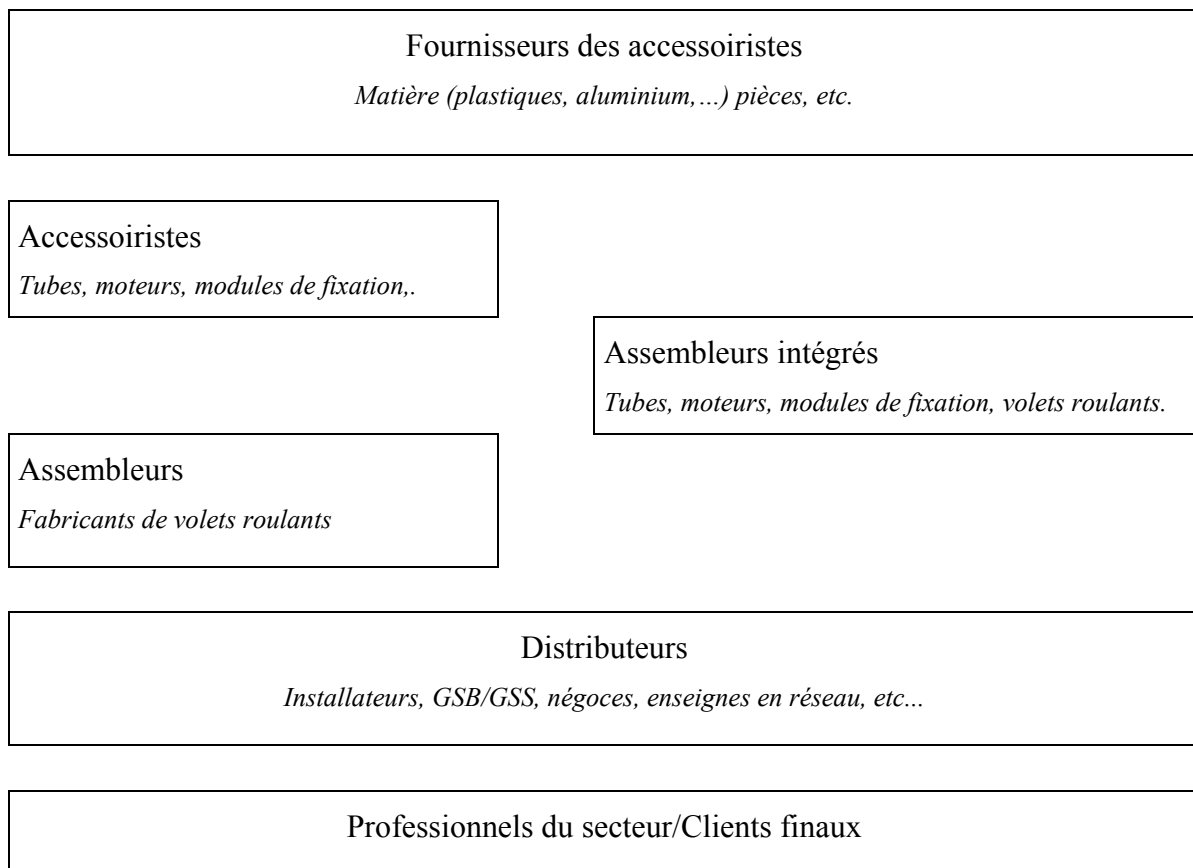 Fournisseurs des accessoiristes
Matière (plastiques, aluminium,…) pièces, etc.
Accessoiristes
Tubes, moteurs, modules de fixation,.
Assembleurs intégrés
Tubes, moteurs, modules de fixation, volets roulants.
Assembleurs
Fabricants de volets roulants
Distributeurs
Installateurs, GSB/GSS, négoces, enseignes en réseau, etc...
Professionnels du secteur/Clients finaux